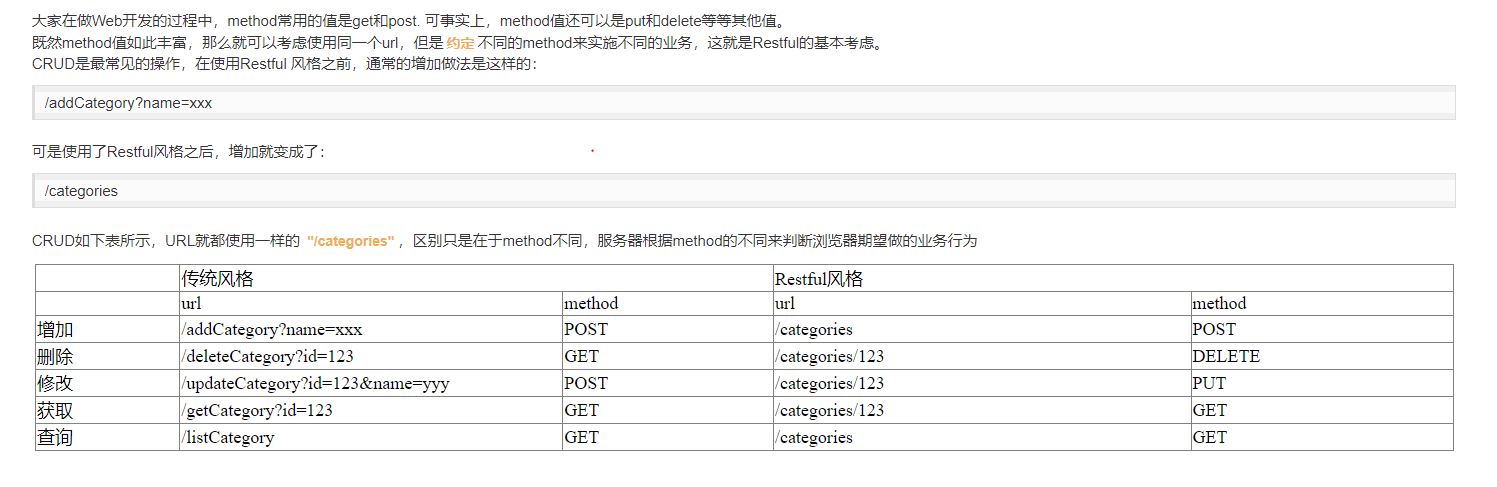 大家在做Web开发的过程中，method常用的值是get和post. 可事实上，method值还可以是put和delete等等其他值。
既然method值如此丰富，那么就可以考虑使用同一个url，但是 约定 不同的method来实施不同的业务，这就是Restful的基本考虑。
CRUD是最常见的操作，在使用Restful 风格之前，通常的增加做法是这样的：
/addCategory?name=xxx
可是使用了Restful风格之后，增加就变成了：
/categories
CRUD如下表所示，URL就都使用一样的 "/categories" ，区别只是在于method不同，服务器根据method的不同来判断浏览器期望做的业务行为
传统风格 Restful风格
url method url method
增加 /addCategory?name=xxx POST /categories POST
删除 /deleteCategory?id=123 GET /categories/123 DELETE
修改 /updateCategory?id=123&name=yyy POST /categories/123 PUT
获取 /getCategory?id=123 GET /categories/123 GET
查询 /listCategory GET /categories GET